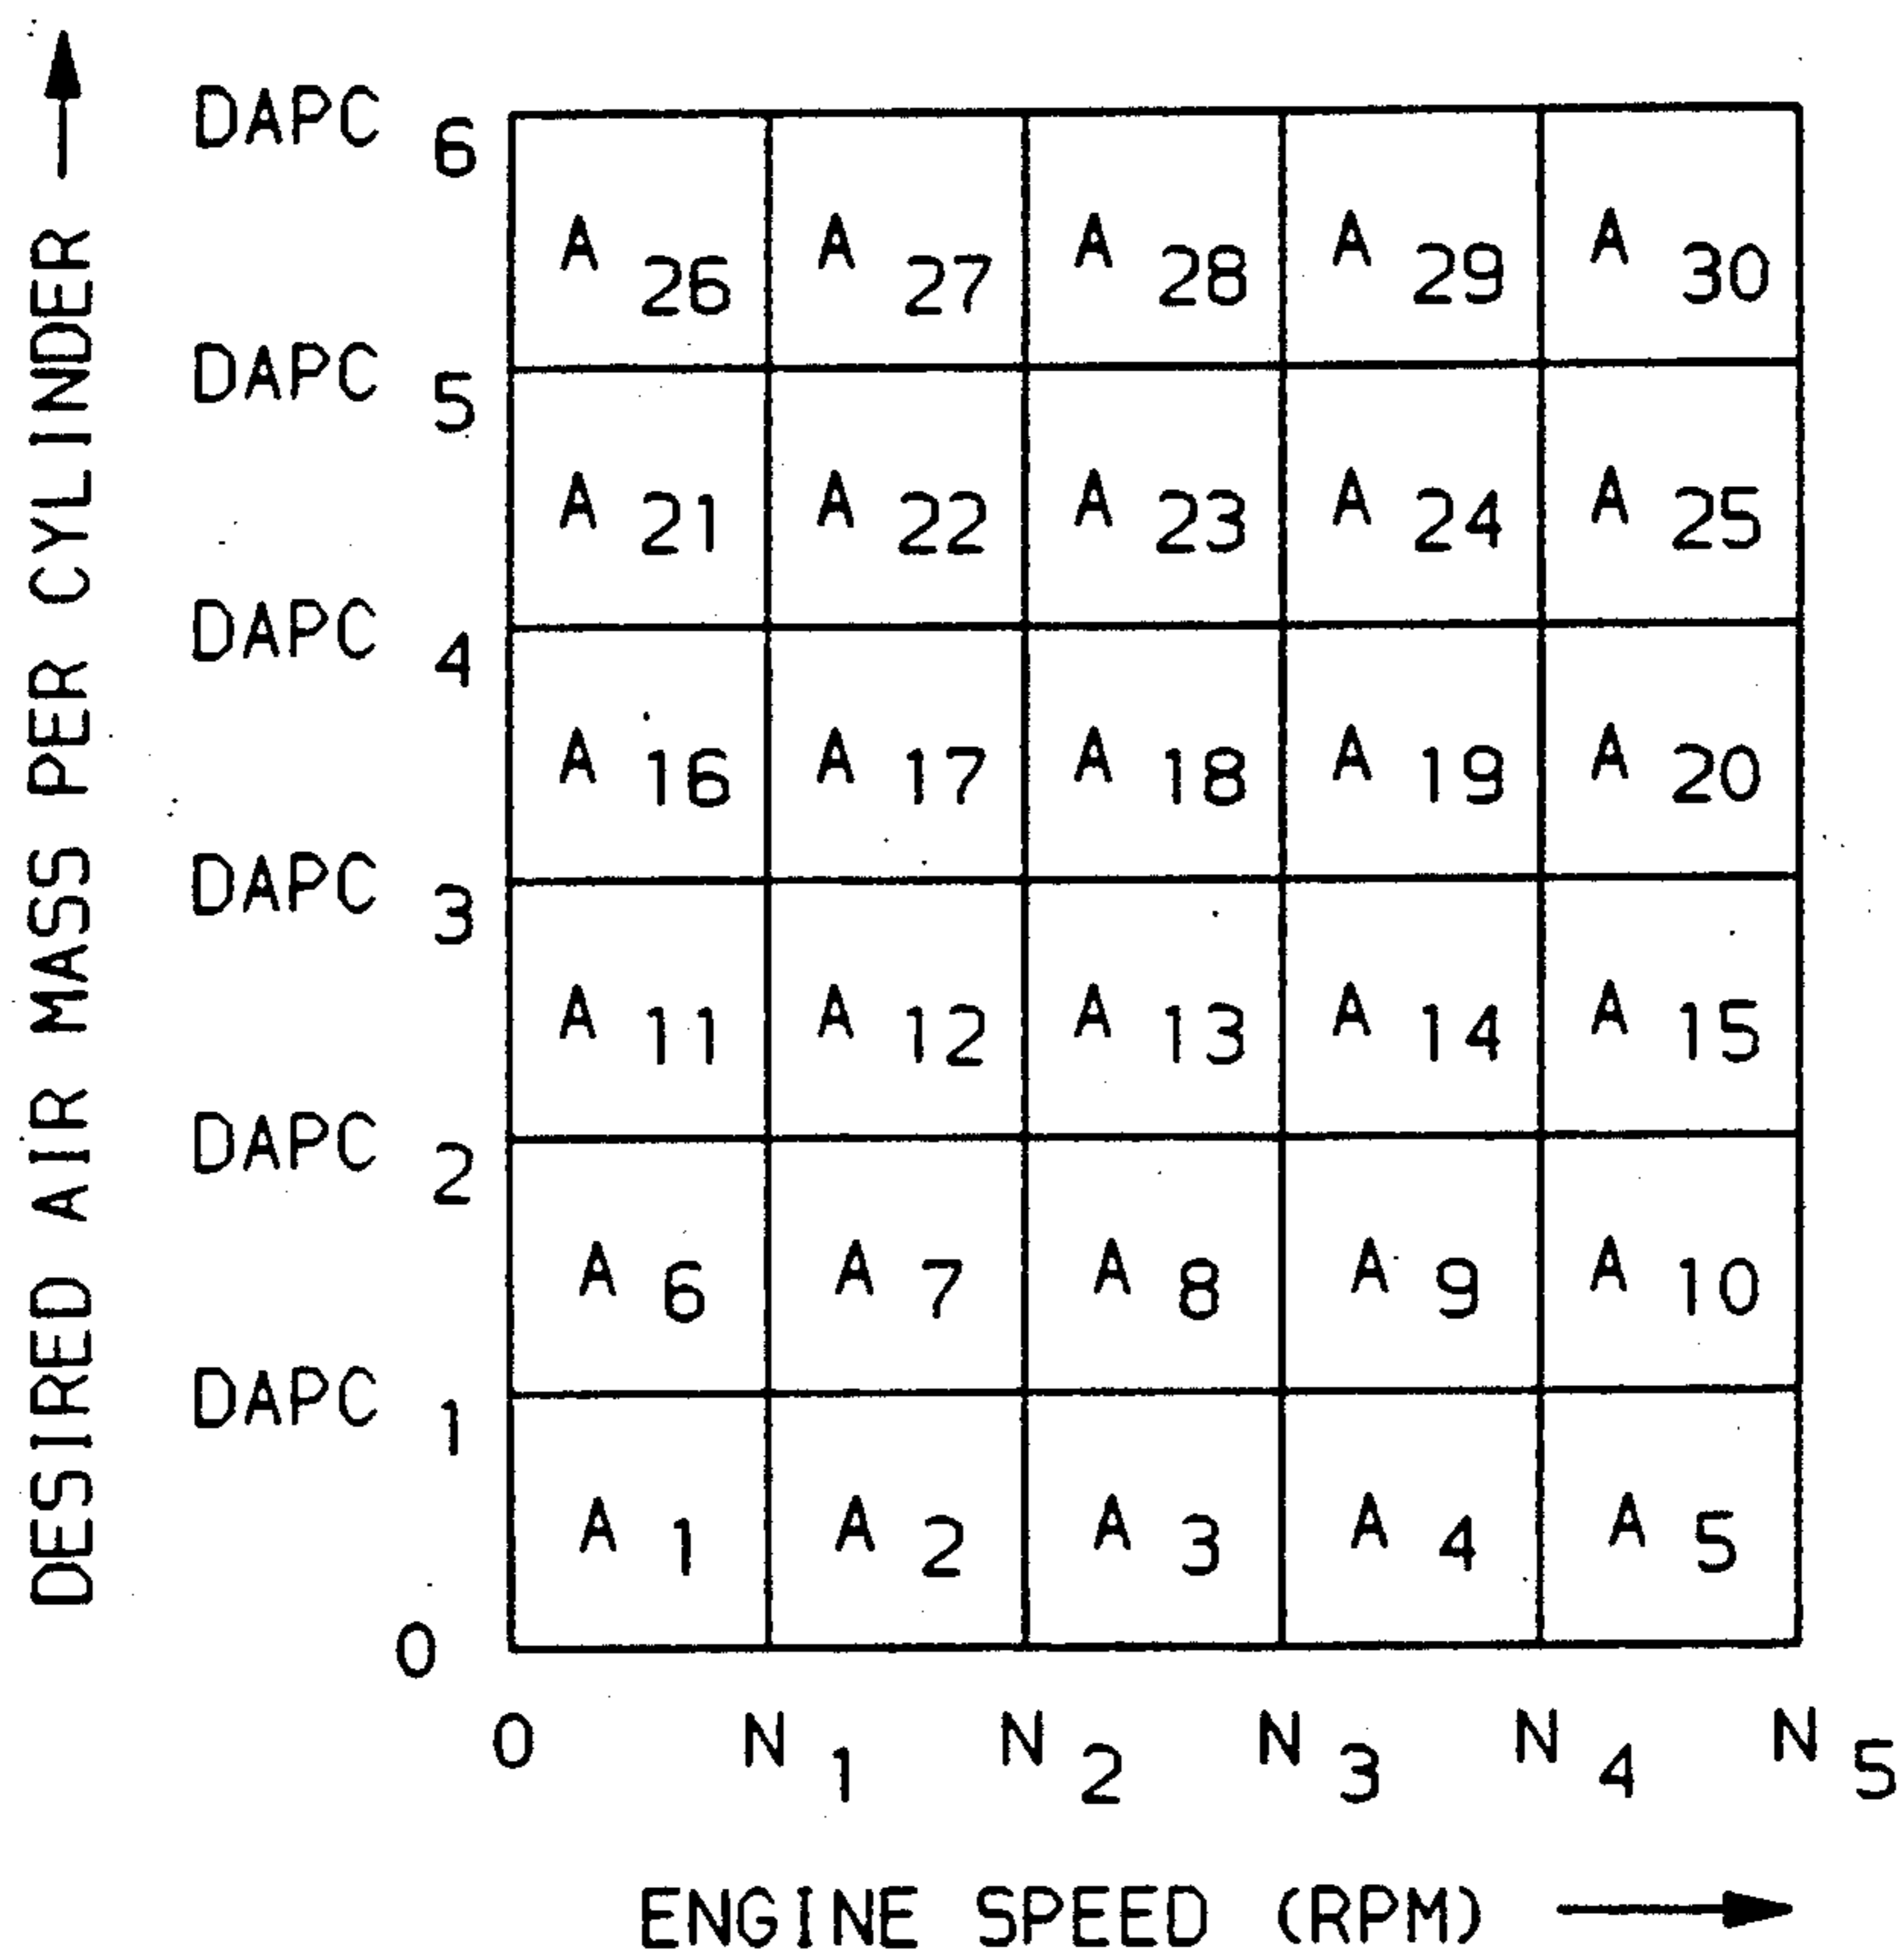 DESIRED AIR MASS PER CYLINDER
DAPC 6
A 26 A 27 A 28 A 29 A 30
DAPC 5
A 21 A 22 A 23 A 24 A 25
DAPC 4
A 16 A 17 A 18 A 19 A 20
DAPC 3
A 11 A 12 A 13 A 14 A 15
DAPC 2
A 6 A 7 A 8 A 9 A 10
DAPC 1
A 1 A 2 A 3 A 4 A 5
0
0 N 1 N 2 N 3 N 4 N 5
ENGINE SPEED (RPM)